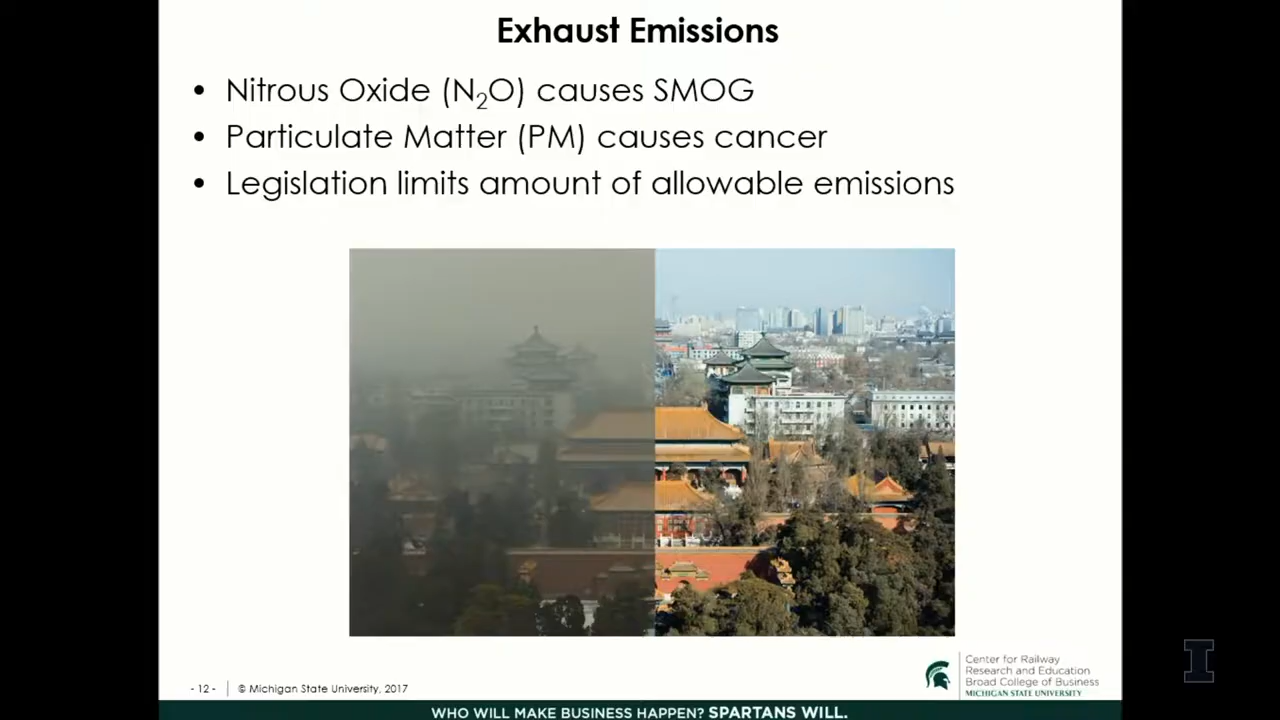 Exhaust Emissions
• Nitrous Oxide (N₂O) causes SMOG
• Particulate Matter (PM) causes cancer
• Legislation limits amount of allowable emissions
- 12 - | © Michigan State University, 2017
Center for Railway
Research and Education
Broad College of Business
MICHIGAN STATE UNIVERSITY
I
WHO WILL MAKE BUSINESS HAPPEN? SPARTANS WILL.